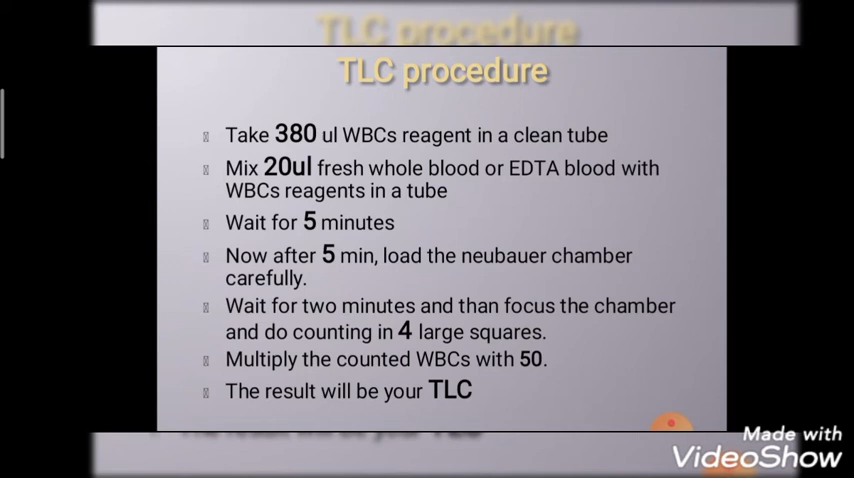 TLC procedure
TLC procedure
Take 380 ul WBCs reagent in a clean tube
Mix 20ul fresh whole blood or EDTA blood with
WBCs reagents in a tube
Wait for 5 minutes
Now after 5 min, load the neubauer chamber
carefully.
Wait for two minutes and than focus the chamber
and do counting in 4 large squares.
Multiply the counted WBCs with 50.
The result will be your TLC
Made with
VideoShow